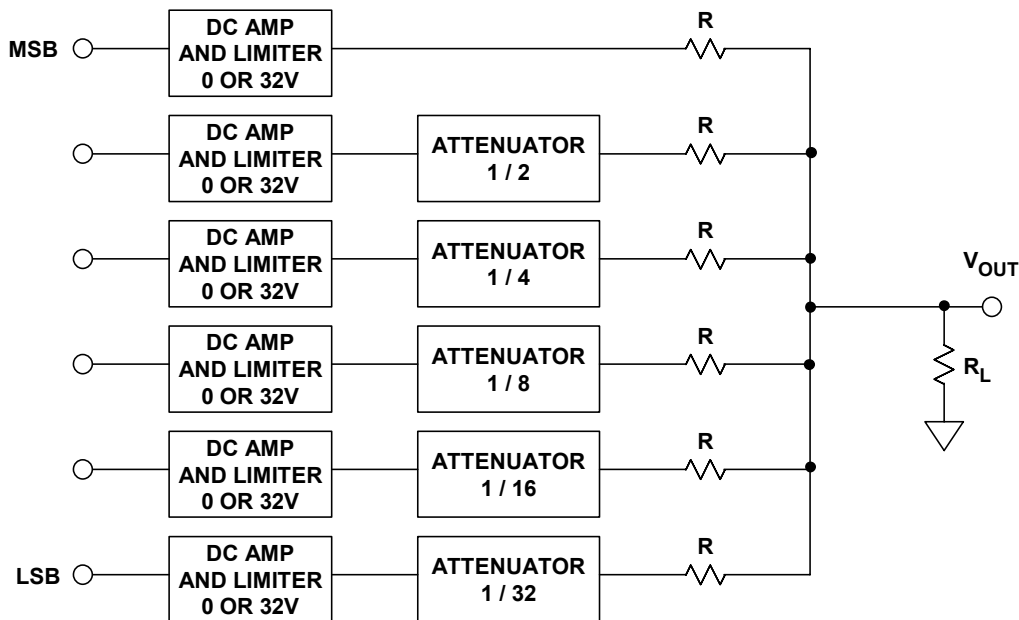 MSB
DC AMP
AND LIMITER
0 OR 32V
R
DC AMP
AND LIMITER
0 OR 32V
ATTENUATOR
1 / 2
R
DC AMP
AND LIMITER
0 OR 32V
ATTENUATOR
1 / 4
R
VOUT
DC AMP
AND LIMITER
0 OR 32V
ATTENUATOR
1 / 8
R
RL
DC AMP
AND LIMITER
0 OR 32V
ATTENUATOR
1 / 16
R
LSB
DC AMP
AND LIMITER
0 OR 32V
ATTENUATOR
1 / 32
R